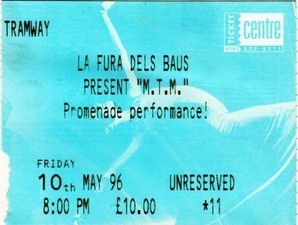 TRAMWAY
TICKET centre
LA FURA DELS BAUS
PRESENT "M.T.M."
Promenade performance!
FRIDAY
10th MAY 96 UNRESERVED
8:00 PM £10.00 *11